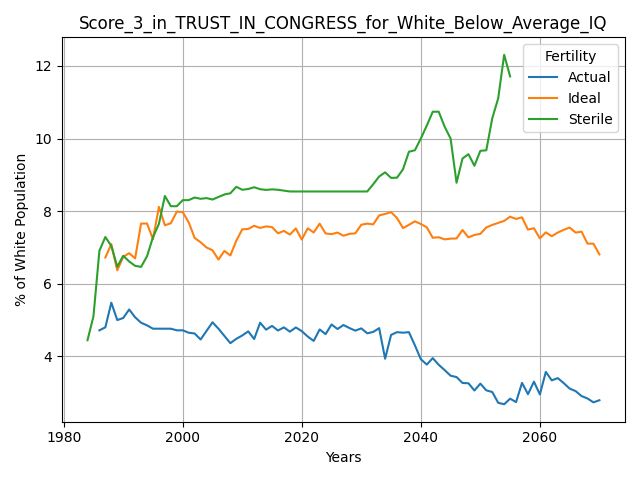 Score_3_in_TRUST_IN_CONGRESS_for_White_Below_Average_IQ
Fertility
Actual
Ideal
Sterile
% of White Population
12
10
8
6
4
1980
2000
2020
2040
2060
Years